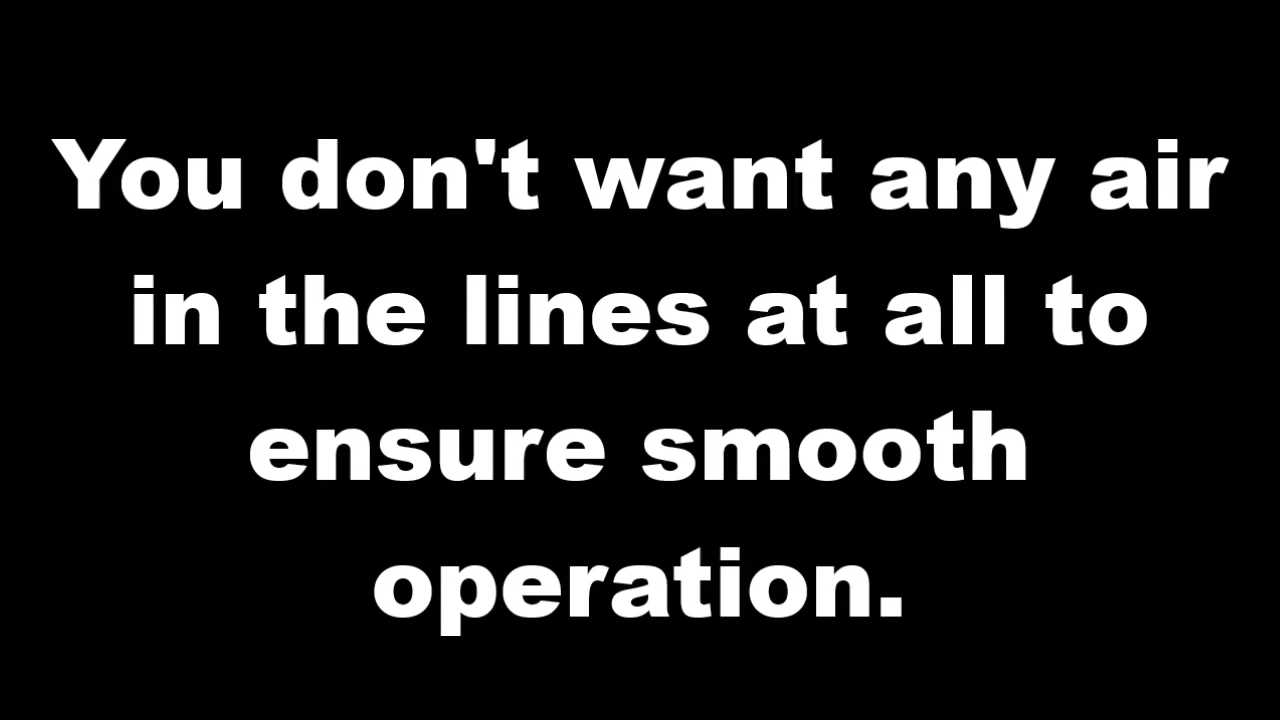 You don't want any air
in the lines at all to
ensure smooth
operation.